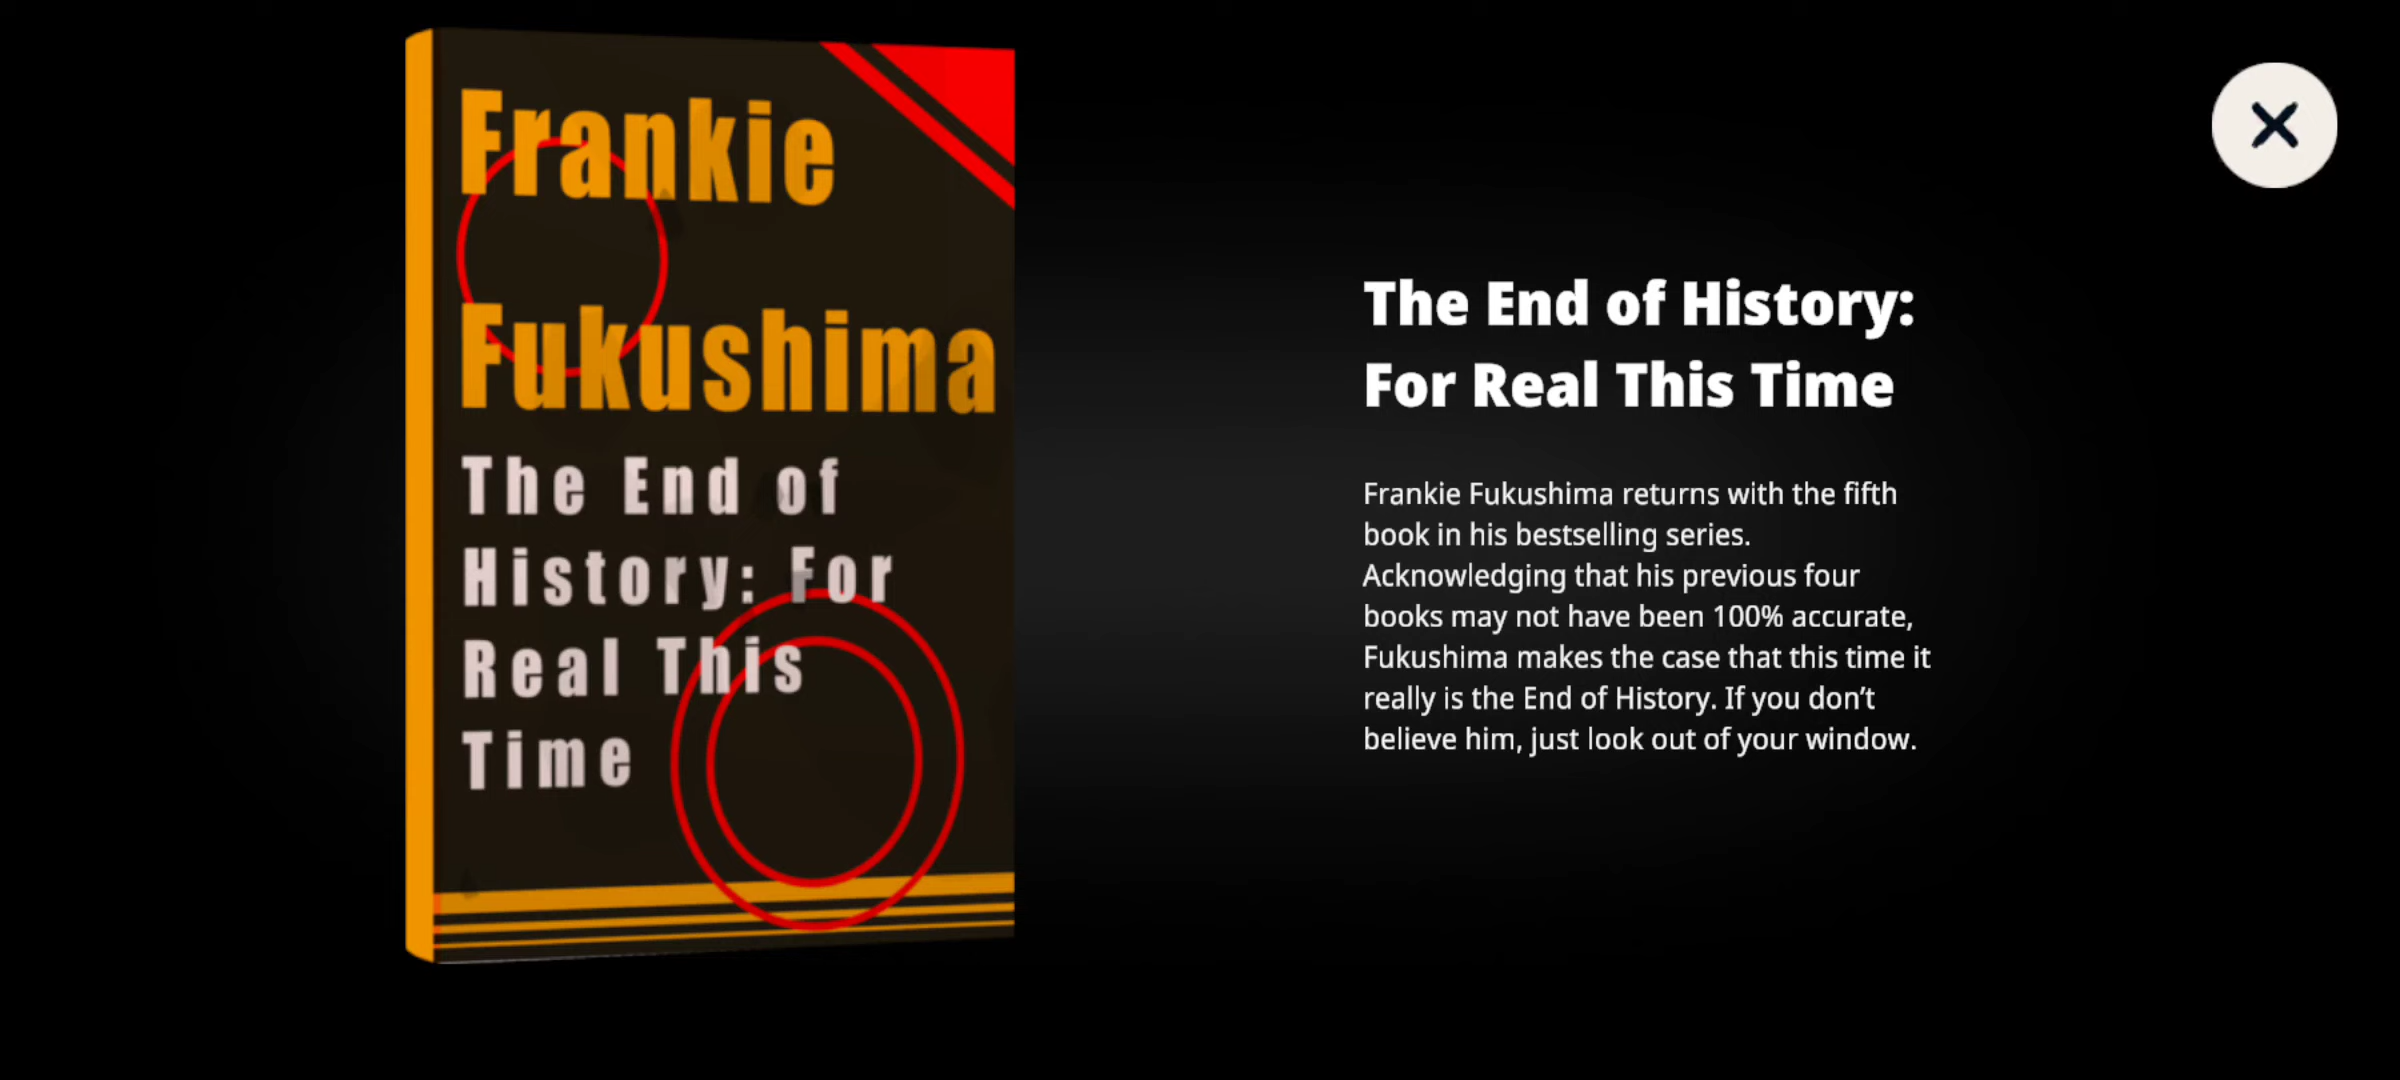 Frankie
Fukushima
The End of
History: For
Real This
Time
The End of History:
For Real This Time
Frankie Fukushima returns with the fifth
book in his bestselling series.
Acknowledging that his previous four
books may not have been 100% accurate,
Fukushima makes the case that this time it
really is the End of History. If you don’t
believe him, just look out of your window.